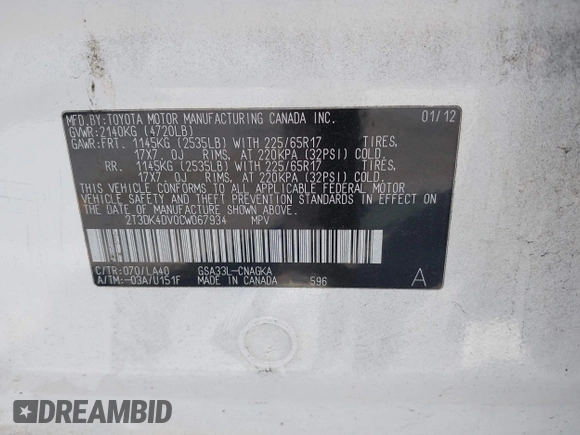 MFD.BY:TOYOTA MOTOR MANUFACTURING CANADA INC. 01/12
GVWR:2140KG (4720LB)
GAWR:FRT. 1145KG (2535LB) WITH 225/65R17 TIRES,
17X7.0J RIMS, AT 220KPA (32PSI) COLD.
RR. 1145KG (2535LB) WITH 225/65R17 TIRES,
17X7.0J RIMS, AT 220KPA (32PSI) COLD.
THIS VEHICLE CONFORMS TO ALL APPLICABLE FEDERAL MOTOR
VEHICLE SAFETY AND THEFT PREVENTION STANDARDS IN EFFECT ON
THE DATE OF MANUFACTURE SHOWN ABOVE.
2T3DK4DV0CW067934 MPV
C/TR:070/LA40 GSA33L-CNAGKA
A/TM:-03A/U151F MADE IN CANADA 596 A
DREAMBID